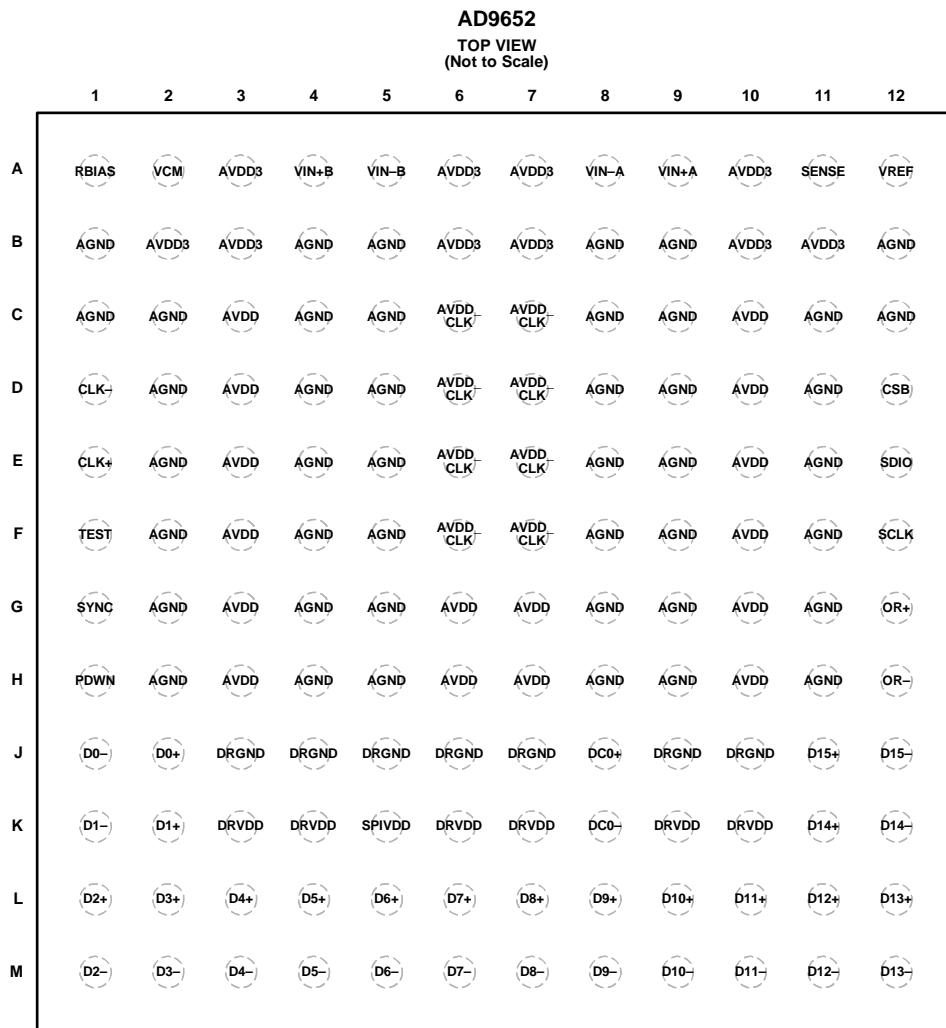 AD9652
TOP VIEW
(Not to Scale)
1 2 3 4 5 6 7 8 9 10 11 12
A RBIAS VCM AVDD3 VIN+B VIN–B AVDD3 AVDD3 VIN–A VIN+A AVDD3 SENSE VREF
B AGND AVDD3 AVDD3 AGND AGND AVDD3 AVDD3 AGND AGND AVDD3 AVDD3 AGND
C AGND AGND AVDD AGND AGND AVDD_CLK AVDD_CLK AGND AGND AVDD AGND AGND
D CLK– AGND AVDD AGND AGND AVDD_CLK AVDD_CLK AGND AGND AVDD AGND CSB
E CLK+ AGND AVDD AGND AGND AVDD_CLK AVDD_CLK AGND AGND AVDD AGND SDIO
F TEST AGND AVDD AGND AGND AVDD_CLK AVDD_CLK AGND AGND AVDD AGND SCLK
G SYNC AGND AVDD AGND AGND AVDD AVDD AGND AGND AVDD AGND OR+
H PDWN AGND AVDD AGND AGND AVDD AVDD AGND AGND AVDD AGND OR–
J D0– D0+ DRGND DRGND DRGND DRGND DRGND DC0+ DRGND DRGND D15+ D15–
K D1– D1+ DRVDD DRVDD SPIVDD DRVDD DRVDD DC0– DRVDD DRVDD D14+ D14–
L D2+ D3+ D4+ D5+ D6+ D7+ D8+ D9+ D10+ D11+ D12+ D13+
M D2– D3– D4– D5– D6– D7– D8– D9– D10– D11– D12– D13–